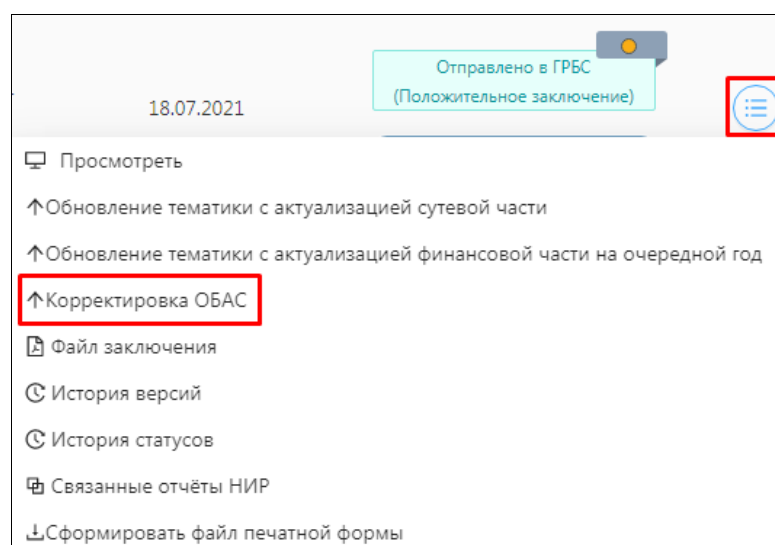 Отправлено в ГРБС
(Положительное заключение)
18.07.2021
Просмотреть
Обновление тематики с актуализацией сутевой части
Обновление тематики с актуализацией финансовой части на очередной год
Корректировка ОБАС
Файл заключения
История версий
История статусов
Связанные отчёты НИР
Сформировать файл печатной формы